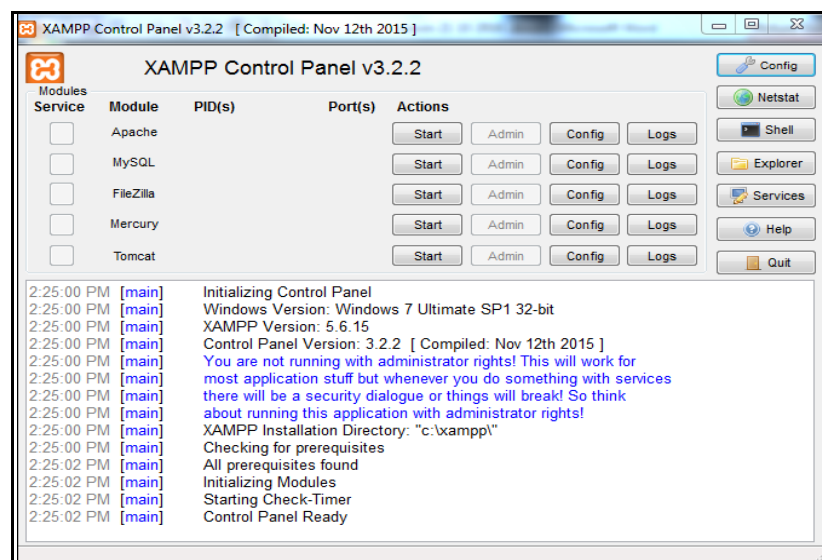 XAMPP Control Panel v3.2.2 [ Compiled: Nov 12th 2015 ]
XAMPP Control Panel v3.2.2
Config
Modules
Service Module PID(s) Port(s) Actions
Netstat
Apache Start Admin Config Logs
Shell
MySQL Start Admin Config Logs
Explorer
FileZilla Start Admin Config Logs
Services
Mercury Start Admin Config Logs
Help
Tomcat Start Admin Config Logs
Quit
2:25:00 PM [main] Initializing Control Panel
2:25:00 PM [main] Windows Version: Windows 7 Ultimate SP1 32-bit
2:25:00 PM [main] XAMPP Version: 5.6.15
2:25:00 PM [main] Control Panel Version: 3.2.2 [ Compiled: Nov 12th 2015 ]
2:25:00 PM [main] You are not running with administrator rights! This will work for
2:25:00 PM [main] most application stuff but whenever you do something with services
2:25:00 PM [main] there will be a security dialogue or things will break! So think
2:25:00 PM [main] about running this application with administrator rights!
2:25:00 PM [main] XAMPP Installation Directory: "c:\xampp\"
2:25:00 PM [main] Checking for prerequisites
2:25:02 PM [main] All prerequisites found
2:25:02 PM [main] Initializing Modules
2:25:02 PM [main] Starting Check-Timer
2:25:02 PM [main] Control Panel Ready